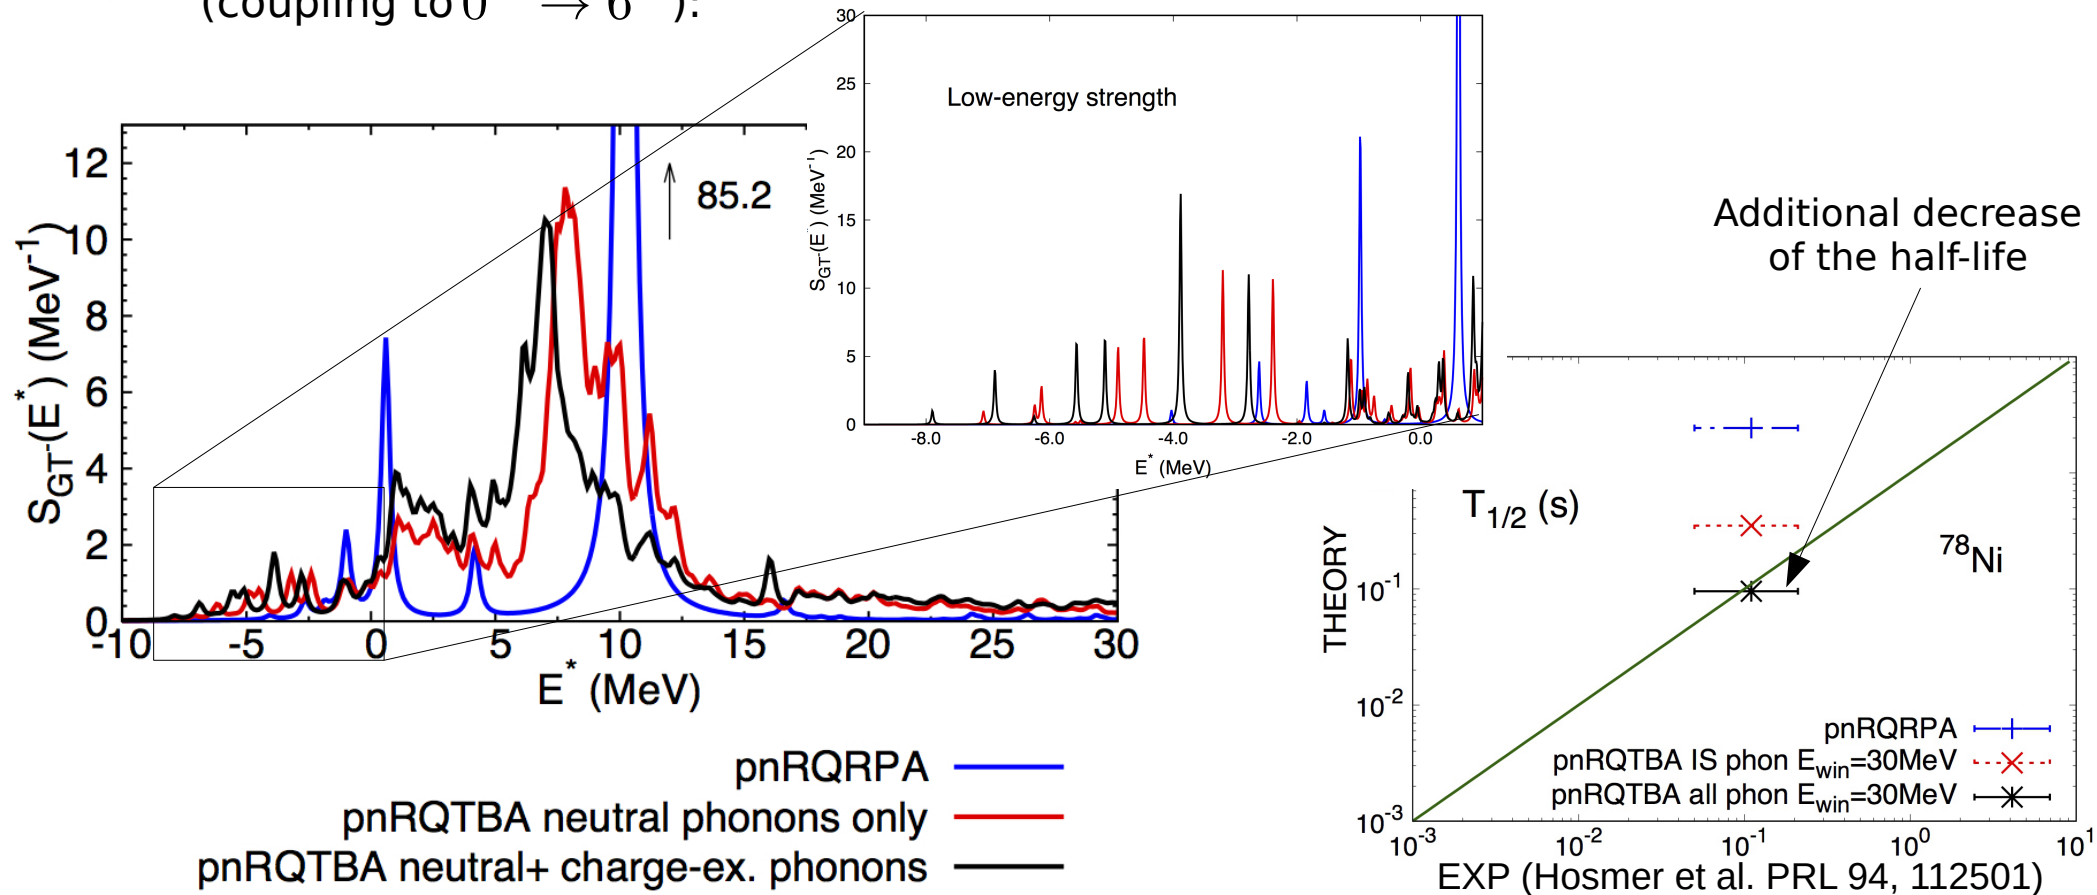 (coupling to 0 → 6 ):
30
25
20
15
10
5
0
Low-energy strength
S_GT-(E*) (MeV^-1)
-8.0 -6.0 -4.0 -2.0 0.0
E* (MeV)
12
10
8
6
4
2
0
S_GT-(E*) (MeV^-1)
85.2
-10 -5 0 5 10 15 20 25 30
E* (MeV)
pnRQRPA
pnRQTBA neutral phonons only
pnRQTBA neutral+ charge-ex. phonons
Additional decrease
of the half-life
T_1/2 (s)
^78Ni
THEORY
10^-1
10^-2
10^-3
pnRQRPA
pnRQTBA IS phon E_win=30MeV
pnRQTBA all phon E_win=30MeV
10^-3 10^-2 10^-1 10^0 10^1
EXP (Hosmer et al. PRL 94, 112501)